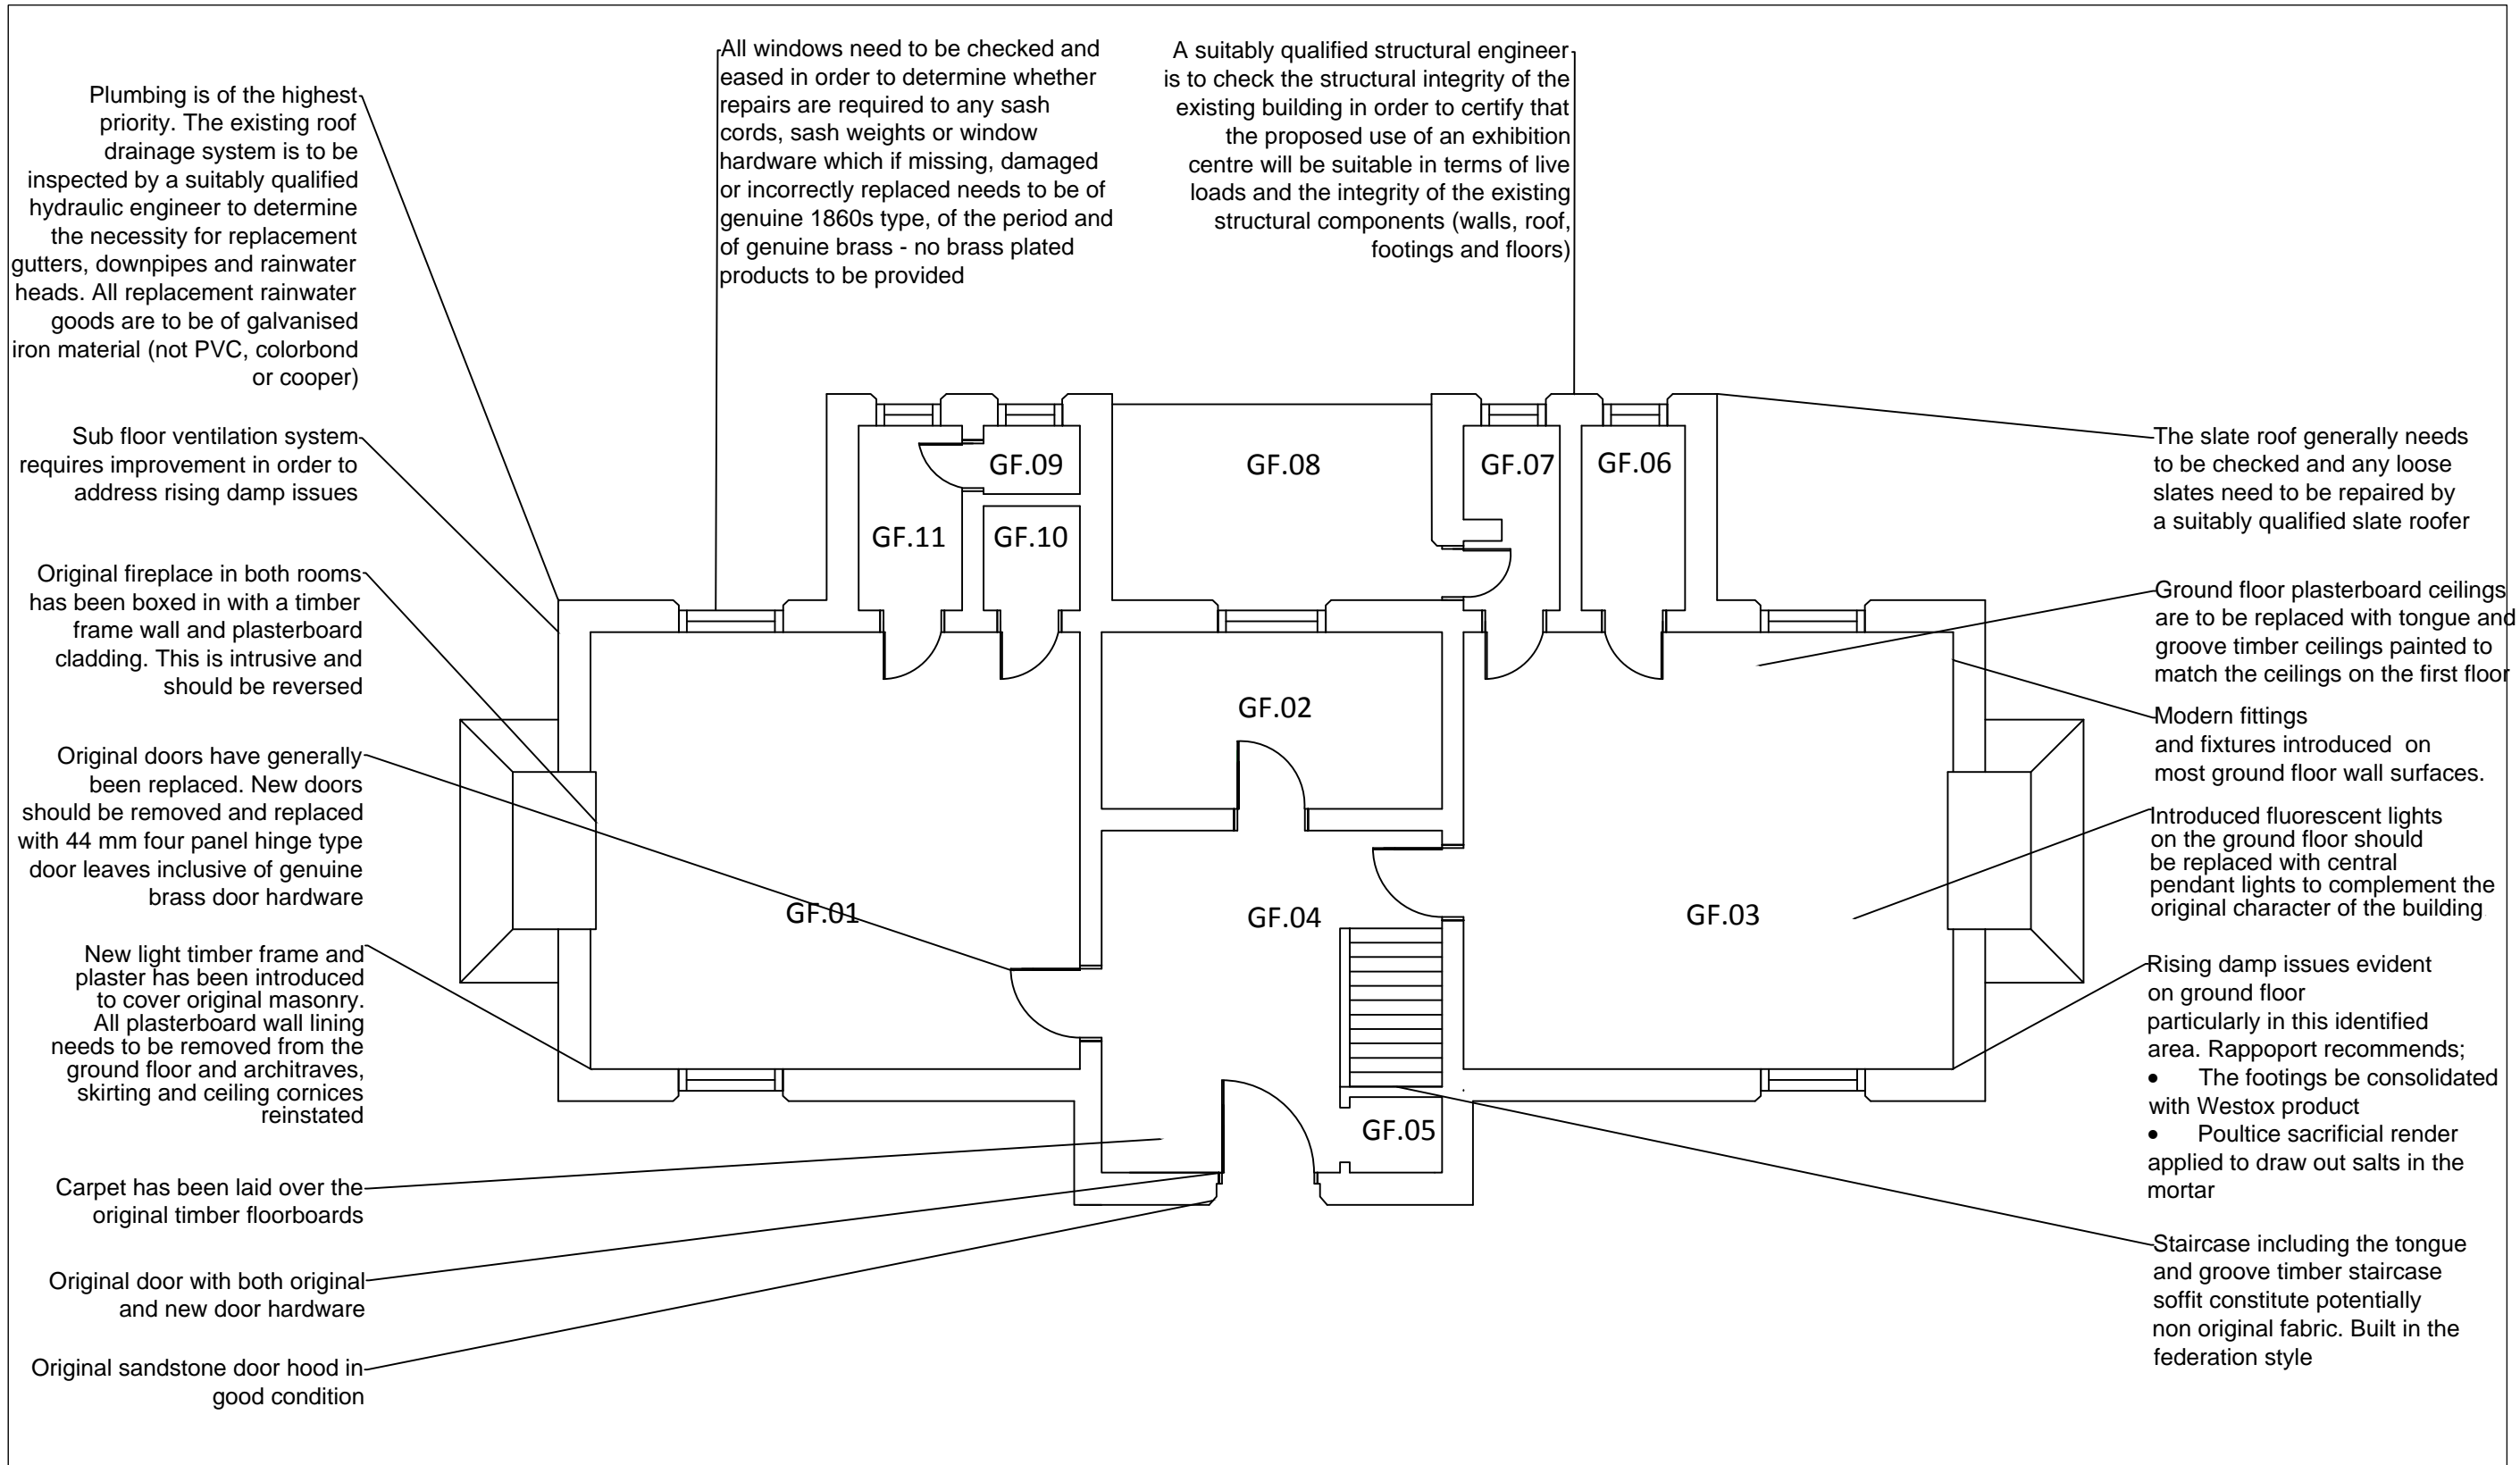 Plumbing is of the highest
priority. The existing roof
drainage system is to be
inspected by a suitably qualified
hydraulic engineer to determine
the necessity for replacement
gutters, downpipes and rainwater
heads. All replacement rainwater
goods are to be of galvanised
iron material (not PVC, colorbond
or cooper)
Sub floor ventilation system
requires improvement in order to
address rising damp issues
Original fireplace in both rooms
has been boxed in with a timber
frame wall and plasterboard
cladding. This is intrusive and
should be reversed
Original doors have generally
been replaced. New doors
should be removed and replaced
with 44 mm four panel hinge type
door leaves inclusive of genuine
brass door hardware
New light timber frame and
plaster has been introduced
to cover original masonry.
All plasterboard wall lining
needs to be removed from the
ground floor and architraves,
skirting and ceiling cornices
reinstated
Carpet has been laid over the
original timber floorboards
Original door with both original
and new door hardware
Original sandstone door hood in
good condition
All windows need to be checked and
eased in order to determine whether
repairs are required to any sash
cords, sash weights or window
hardware which if missing, damaged
or incorrectly replaced needs to be of
genuine 1860s type, of the period and
of genuine brass - no brass plated
products to be provided
A suitably qualified structural engineer
is to check the structural integrity of the
existing building in order to certify that
the proposed use of an exhibition
centre will be suitable in terms of live
loads and the integrity of the existing
structural components (walls, roof,
footings and floors)
GF.09
GF.08
GF.07
GF.06
GF.11
GF.10
GF.02
GF.01
GF.04
GF.03
GF.05
The slate roof generally needs
to be checked and any loose
slates need to be repaired by
a suitably qualified slate roofer
Ground floor plasterboard ceilings
are to be replaced with tongue and
groove timber ceilings painted to
match the ceilings on the first floor
Modern fittings
and fixtures introduced on
most ground floor wall surfaces.
Introduced fluorescent lights
on the ground floor should
be replaced with central
pendant lights to complement the
original character of the building
Rising damp issues evident
on ground floor
particularly in this identified
area. Rappoport recommends;
• The footings be consolidated
with Westox product
• Poultice sacrificial render
applied to draw out salts in the
mortar
Staircase including the tongue
and groove timber staircase
soffit constitute potentially
non original fabric. Built in the
federation style